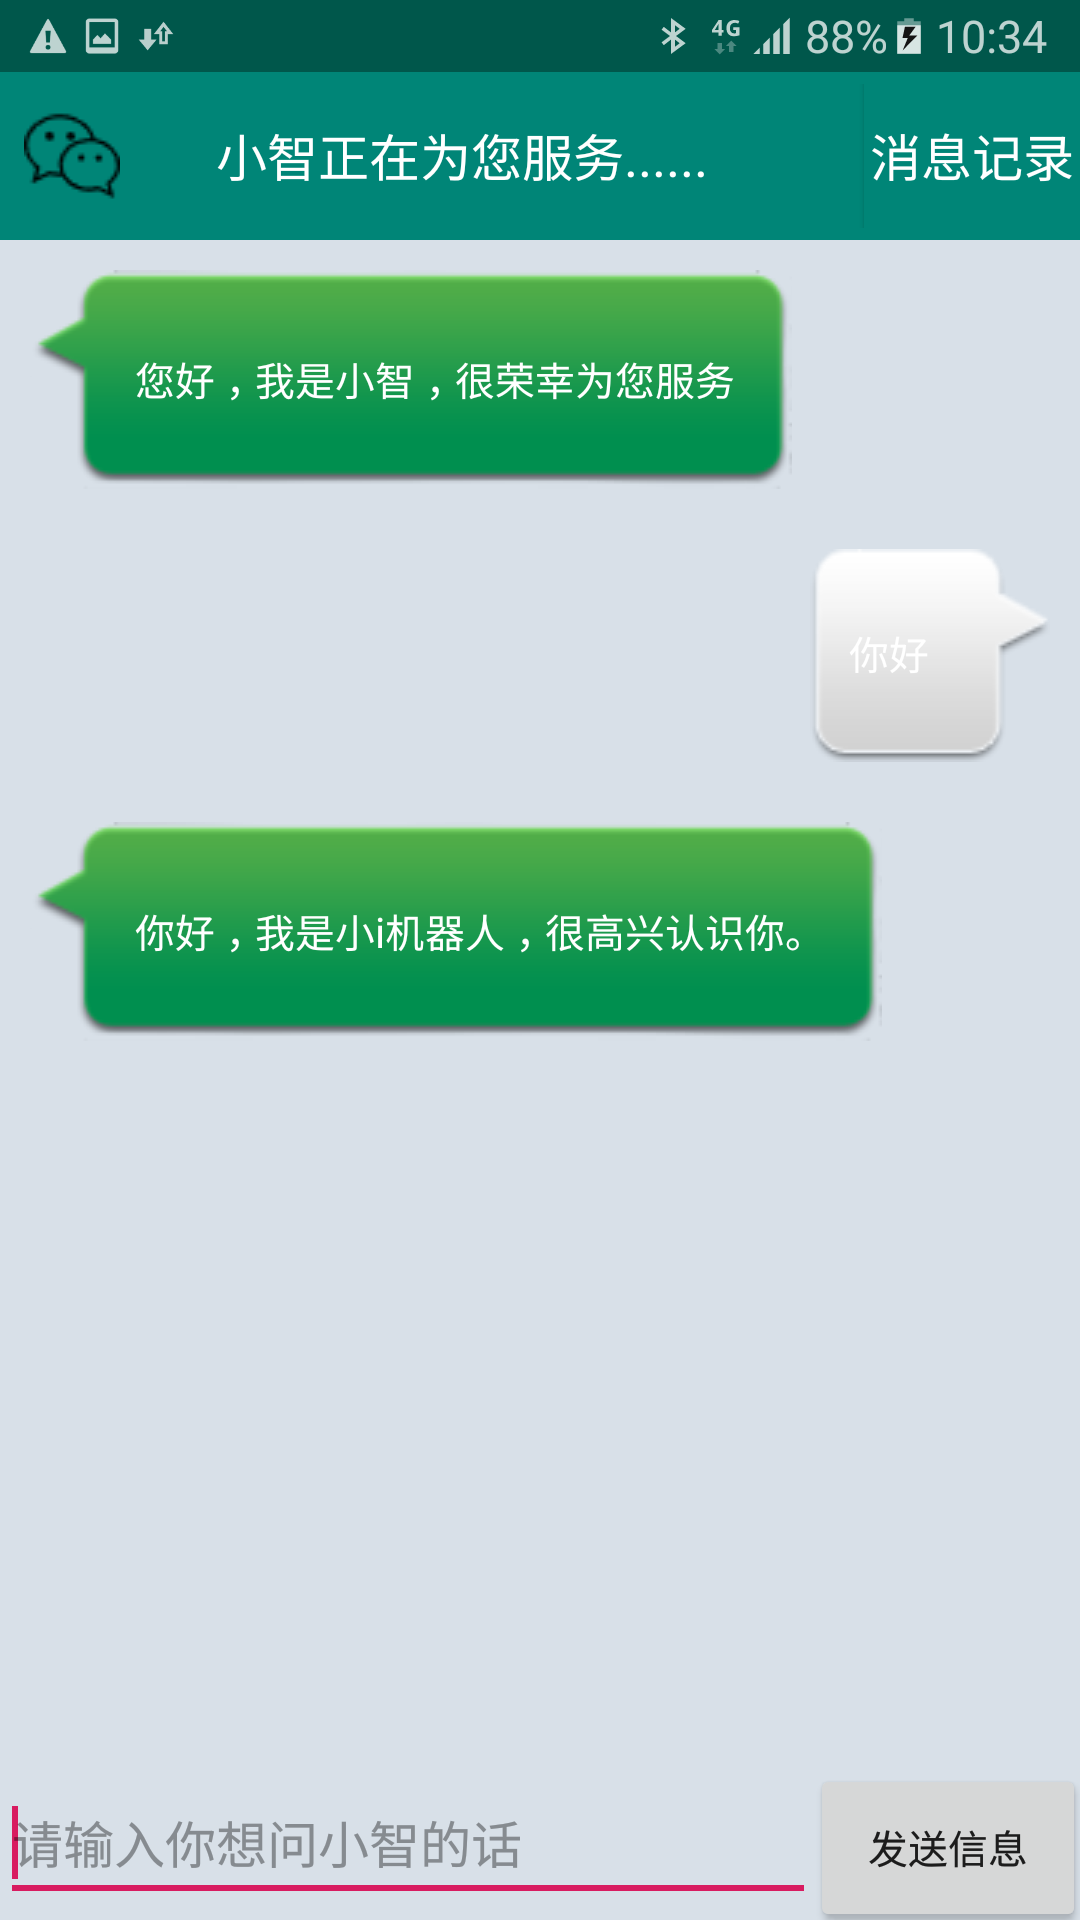 4G 88% 10:34
小智正在为您服务...... 消息记录
您好，我是小智，很荣幸为您服务
你好
你好，我是小i机器人，很高兴认识你。
请输入你想问小智的话 发送信息